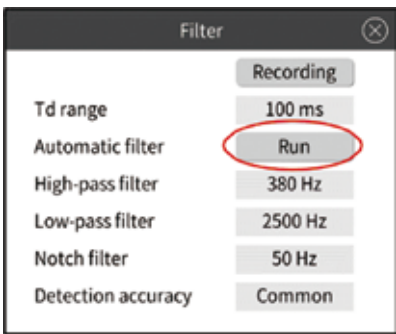 Filter
Recording
Td range 100 ms
Automatic filter Run
High-pass filter 380 Hz
Low-pass filter 2500 Hz
Notch filter 50 Hz
Detection accuracy Common